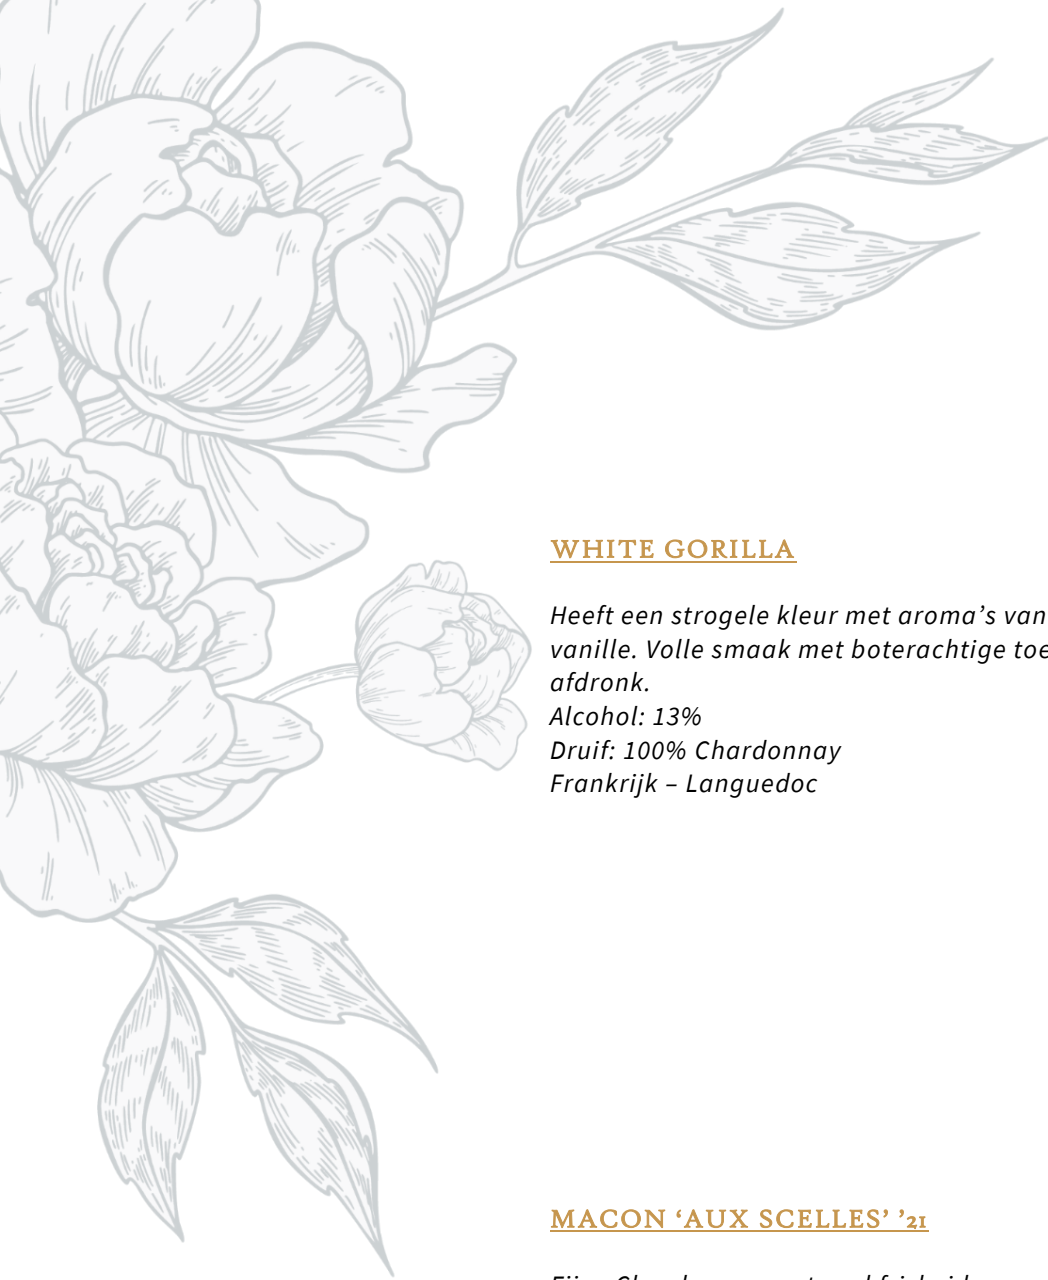 WHITE GORILLA
Heeft een strogele kleur met aroma’s van
vanille. Volle smaak met boterachtige
afdronk.
Alcohol: 13%
Druif: 100% Chardonnay
Frankrijk – Languedoc
MACON ‘AUX SCELLES’ ’21